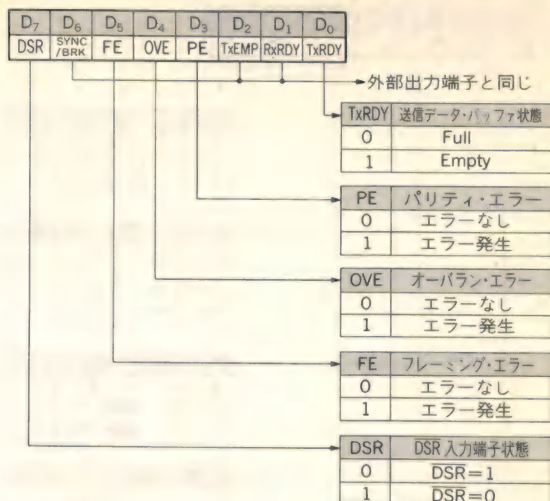 D₇ D₆ D₅ D₄ D₃ D₂ D₁ D₀
DSR SYNC/BRK FE OVE PE TxEMP RxRDY TxRDY
外部出力端子と同じ
TxRDY 送信データ・バッファ状態
0 Full
1 Empty
PE パリティ・エラー
0 エラーなし
1 エラー発生
OVE オーバラン・エラー
0 エラーなし
1 エラー発生
FE フレーミング・エラー
0 エラーなし
1 エラー発生
DSR D̅S̅R̅ 入力端子状態
0 D̅S̅R̅=1
1 D̅S̅R̅=0